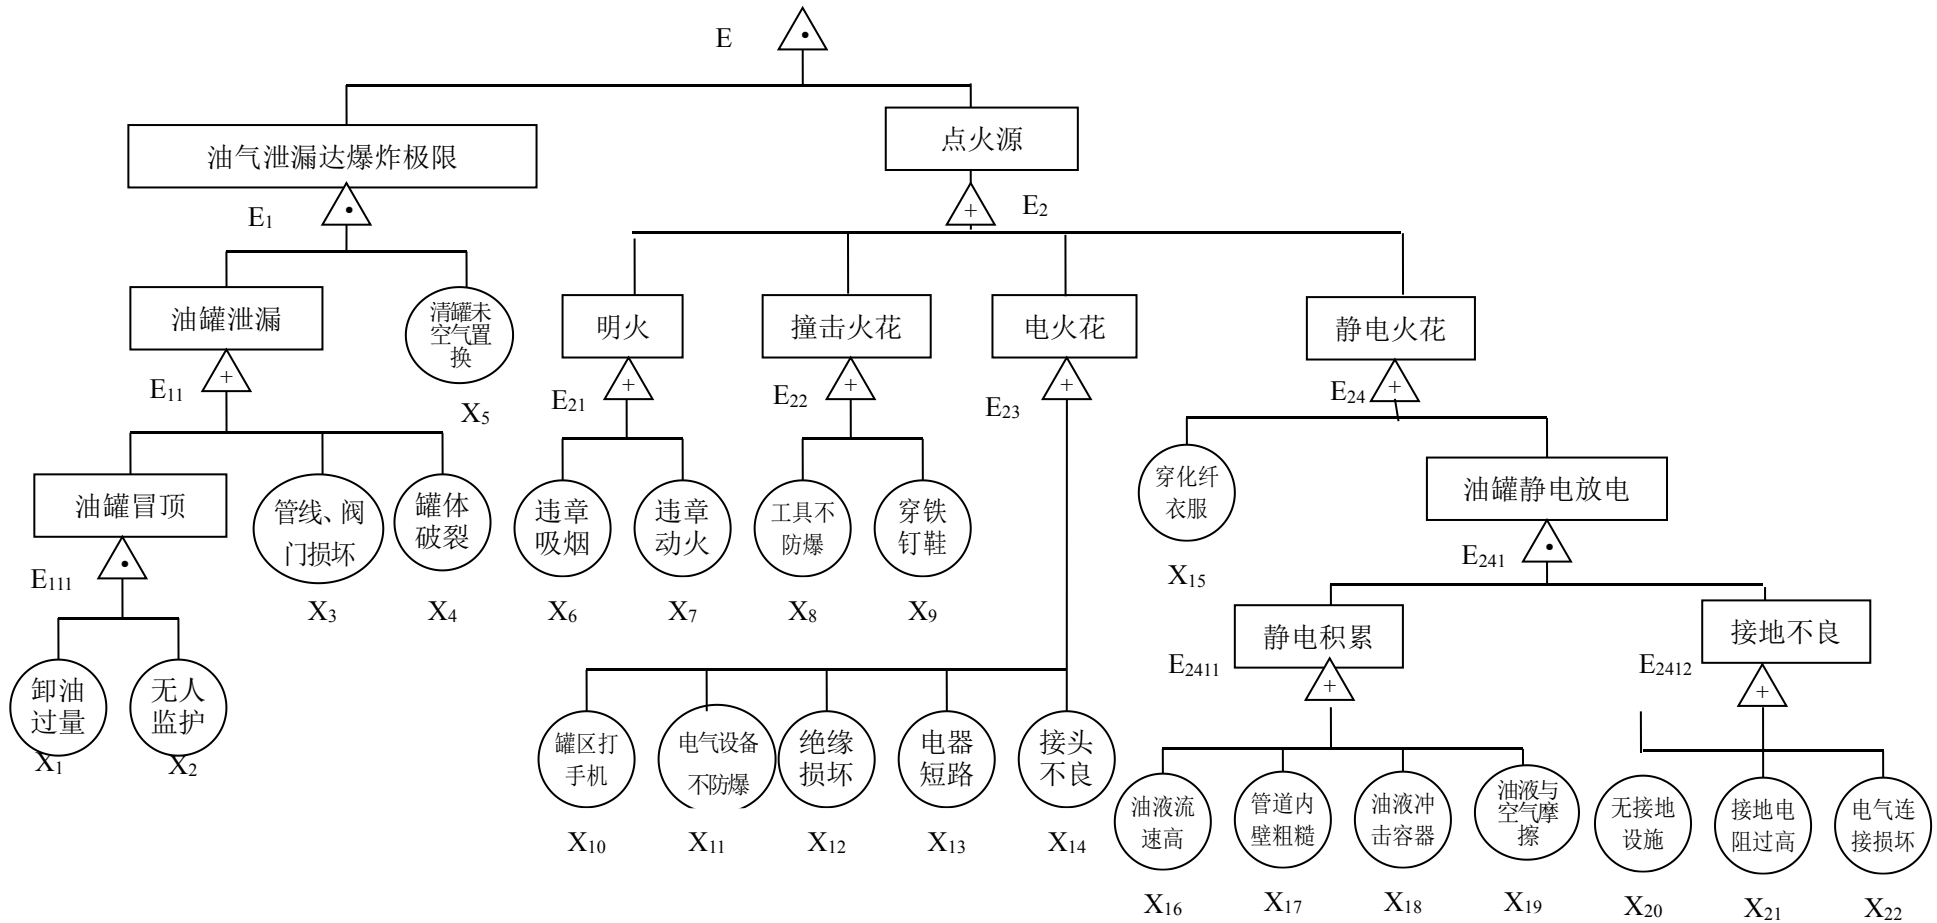 E
油气泄漏达爆炸极限
点火源
E1
E2
+
油罐泄漏
清罐未
空气置
换
明火
撞击火花
电火花
静电火花
E11
+
X5
E21
+
E22
+
E23
+
E24
+
油罐冒顶
管线、阀
门损坏
罐体
破裂
违章
吸烟
违章
动火
工具不
防爆
穿铁
钉鞋
穿化纤
衣服
油罐静电放电
E111
X3
X4
X6
X7
X8
X9
X15
E241
静电积累
接地不良
卸油
过量
无人
监护
E2411
+
E2412
+
X1
X2
罐区打
手机
电气设备
不防爆
绝缘
损坏
电器
短路
接头
不良
油液流
速高
管道内
壁粗糙
油液冲
击容器
油液与
空气摩
擦
无接地
设施
接地电
阻过高
电气连
接损坏
X10
X11
X12
X13
X14
X16
X17
X18
X19
X20
X21
X22